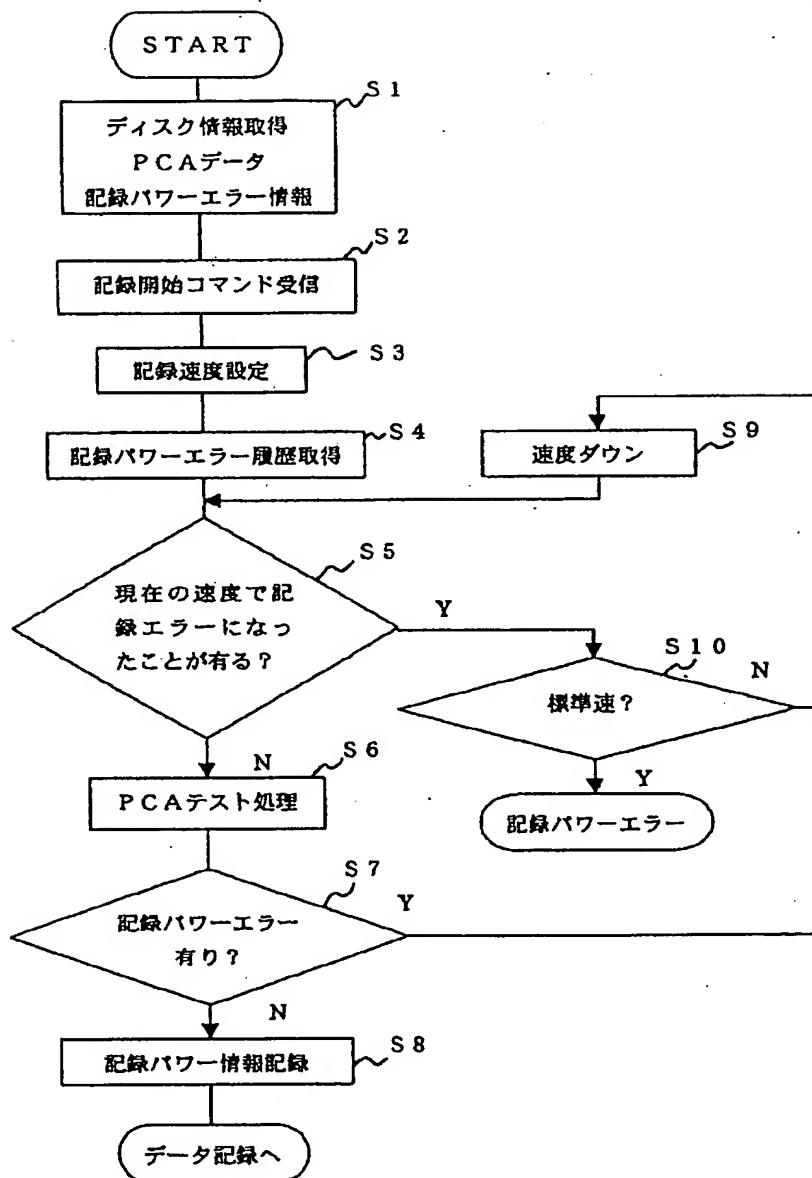 START
S1
ディスク情報取得
PCAデータ
記録パワーエラー情報
S2
記録開始コマンド受信
S3
記録速度設定
S4
記録パワーエラー履歴取得
S9
速度ダウン
S5
現在の速度で記
録エラーになっ
たことが有る?
Y
S10
標準速?
N
N
S6
PCAテスト処理
Y
記録パワーエラー
S7
記録パワーエラー
有り?
Y
N
S8
記録パワー情報記録
データ記録へ